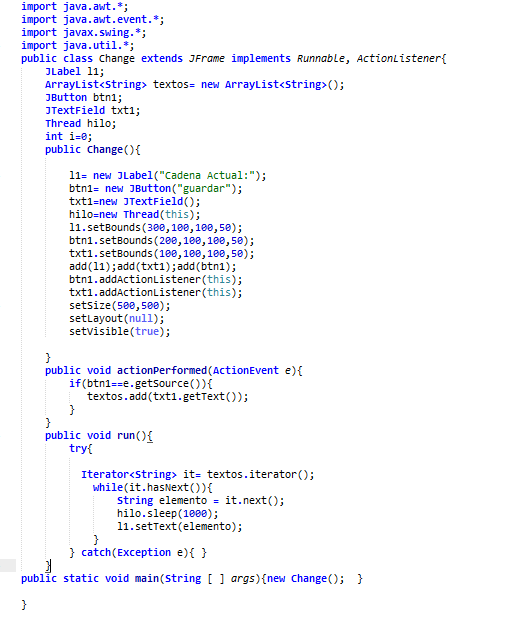 import java.awt.*;
import java.awt.event.*;
import javax.swing.*;
import java.util.*;
public class Change extends JFrame implements Runnable, ActionListener{
JLabel l1;
ArrayList<String> textos= new ArrayList<String>();
JButton btn1;
JTextField txt1;
Thread hilo;
int i=0;
public Change(){
l1= new JLabel("Cadena Actual:");
btn1= new JButton("guardar");
txt1=new JTextField();
hilo=new Thread(this);
l1.setBounds(300,100,100,50);
btn1.setBounds(200,100,100,50);
txt1.setBounds(100,100,100,50);
add(l1);add(txt1);add(btn1);
btn1.addActionListener(this);
txt1.addActionListener(this);
setSize(500,500);
setLayout(null);
setVisible(true);
}
public void actionPerformed(ActionEvent e){
if(btn1==e.getSource()){
textos.add(txt1.getText());
}
}
public void run(){
try{
Iterator<String> it= textos.iterator();
while(it.hasNext()){
String elemento = it.next();
hilo.sleep(1000);
l1.setText(elemento);
}
} catch(Exception e){ }
}
public static void main(String [ ] args){new Change();  }
}